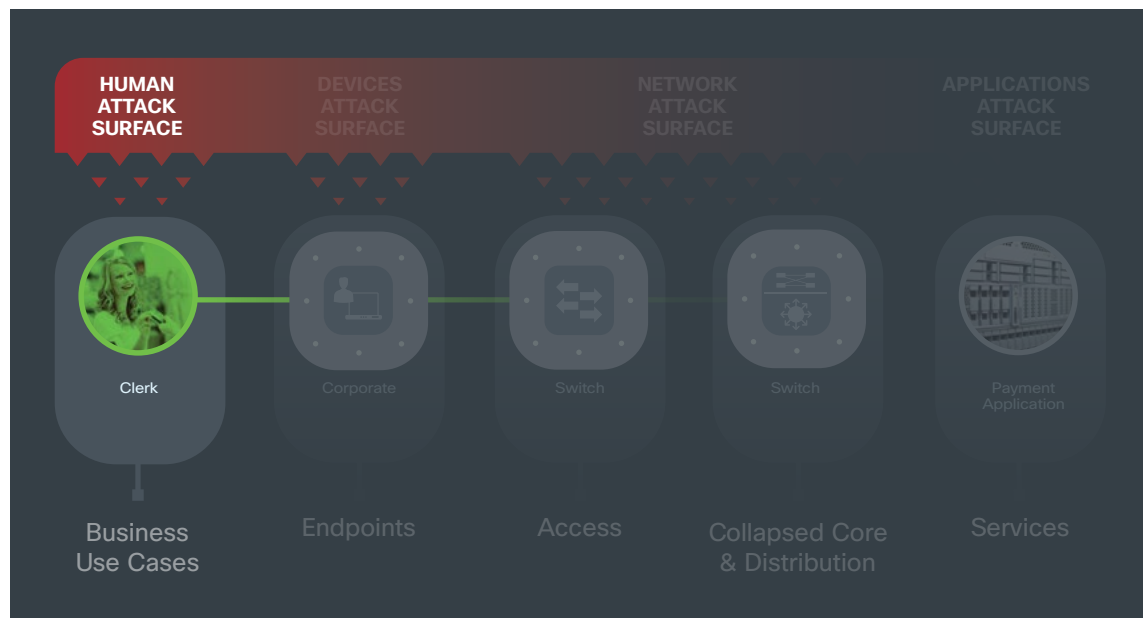 HUMAN
ATTACK
SURFACE
DEVICES
ATTACK
SURFACE
NETWORK
ATTACK
SURFACE
APPLICATIONS
ATTACK
SURFACE
Clerk
Corporate
Switch
Switch
Payment
Application
Business
Use Cases
Endpoints
Access
Collapsed Core
& Distribution
Services